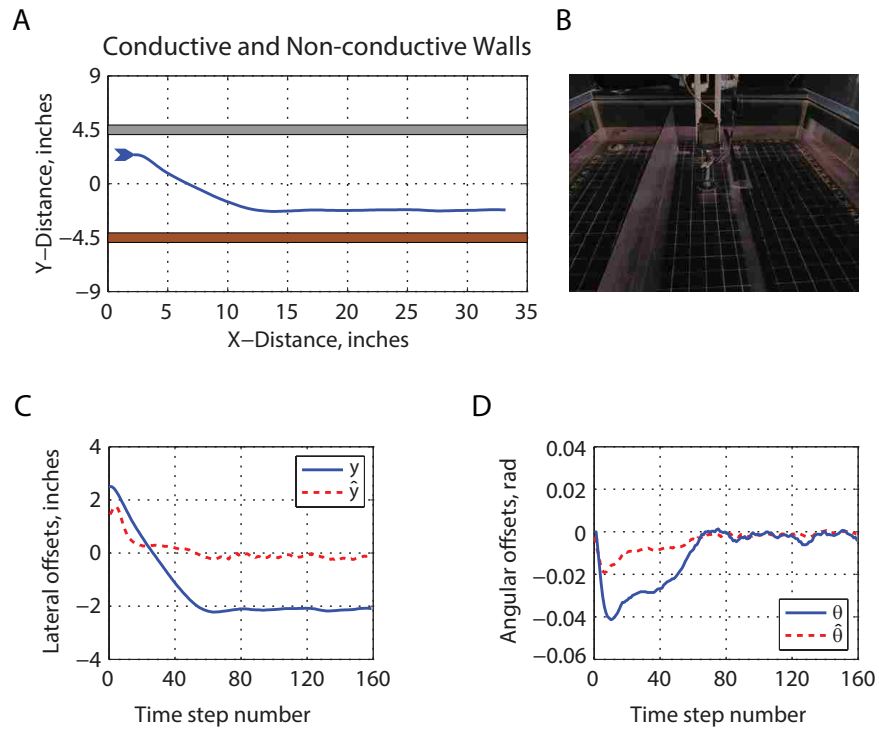 A
Conductive and Non-conductive Walls
Y−Distance, inches
9
4.5
0
−4.5
−9
0 5 10 15 20 25 30 35
X−Distance, inches
B
C
Lateral offsets, inches
4
2
0
−2
−4
y
ŷ
0 40 80 120 160
Time step number
D
Angular offsets, rad
0.04
0.02
0
−0.02
−0.04
−0.06
θ
θ̂
0 40 80 120 160
Time step number